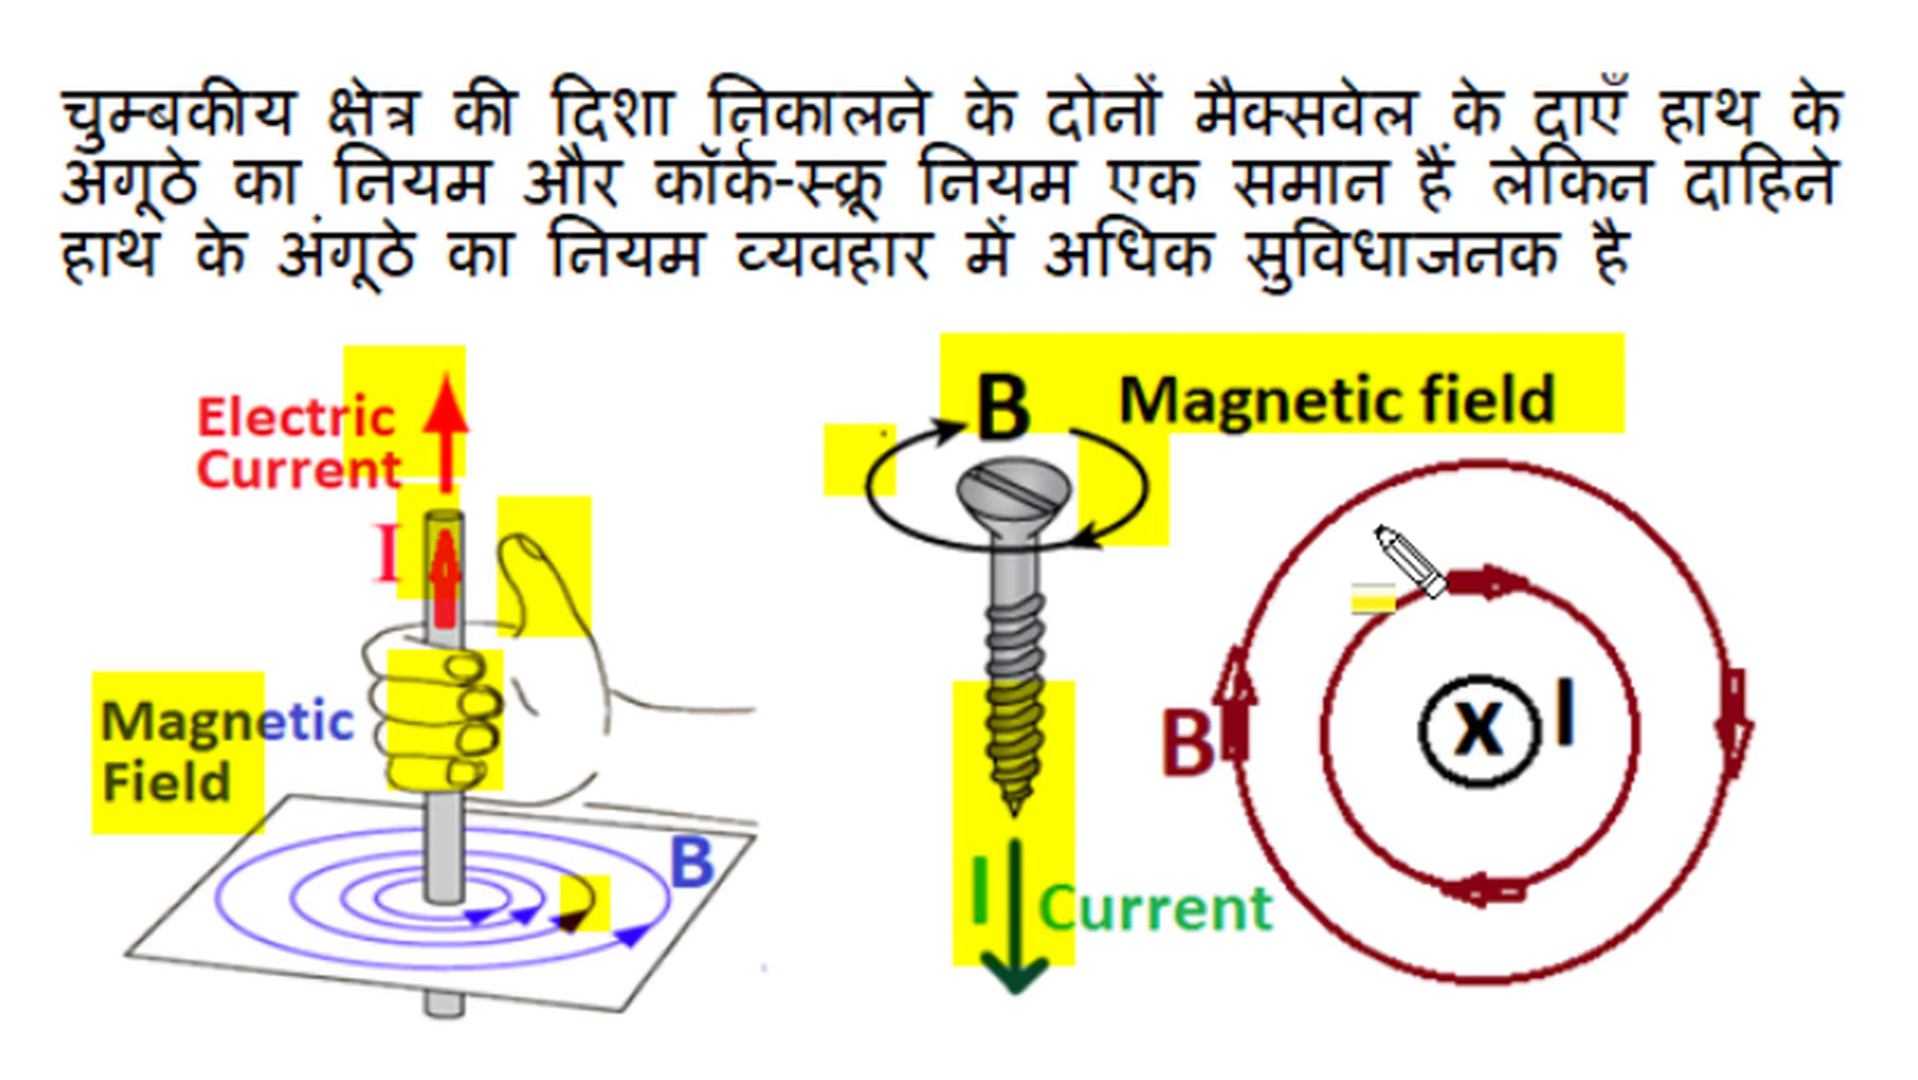 चुम्बकीय क्षेत्र की दिशा निकालने के दोनों मैक्सवेल के दाएँ हाथ के
अंगूठे का नियम और कॉर्क-स्क्रू नियम एक समान हैं लेकिन दाहिने
हाथ के अंगूठे का नियम व्यवहार में अधिक सुविधाजनक है
Electric
Current
I
Magnetic
Field
B
B Magnetic field
I Current
B
X I